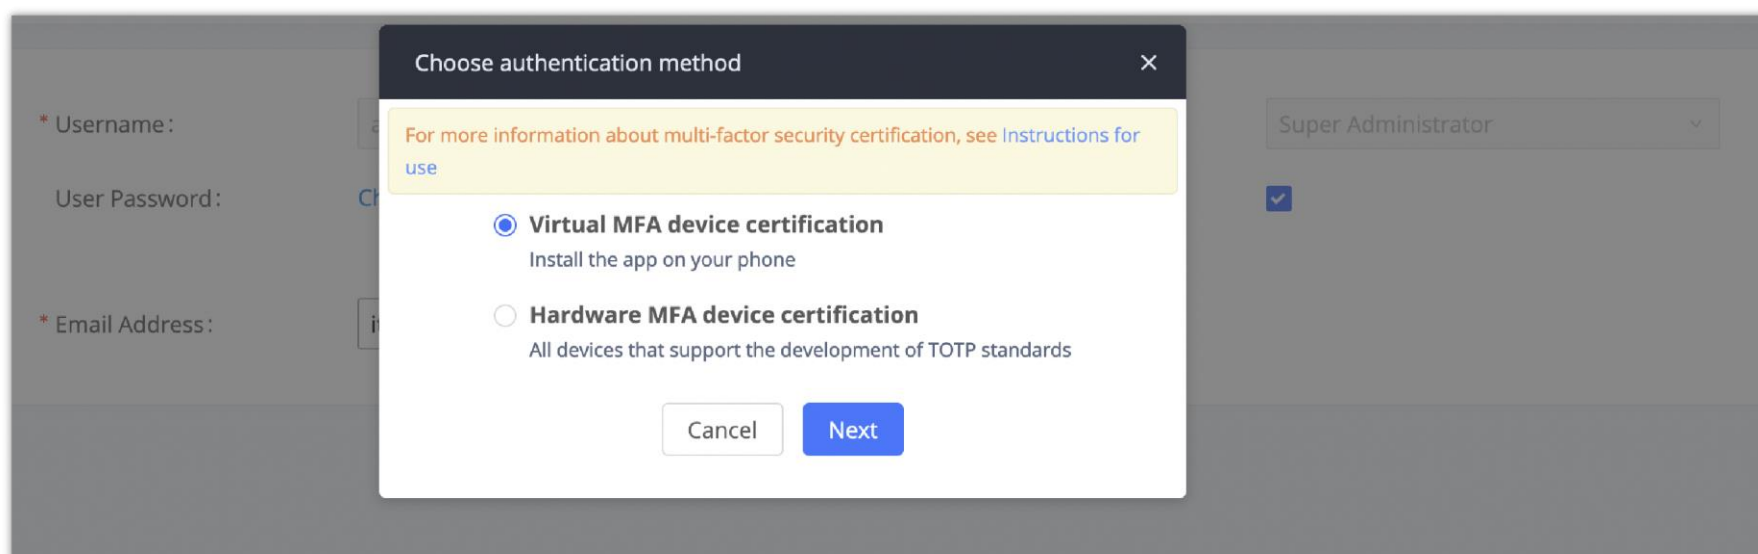 Choose authentication method
* Username:
Super Administrator
For more information about multi-factor security certification, see Instructions for
use
User Password:
Virtual MFA device certification
Install the app on your phone
Hardware MFA device certification
* Email Address:
All devices that support the development of TOTP standards
Cancel
Next